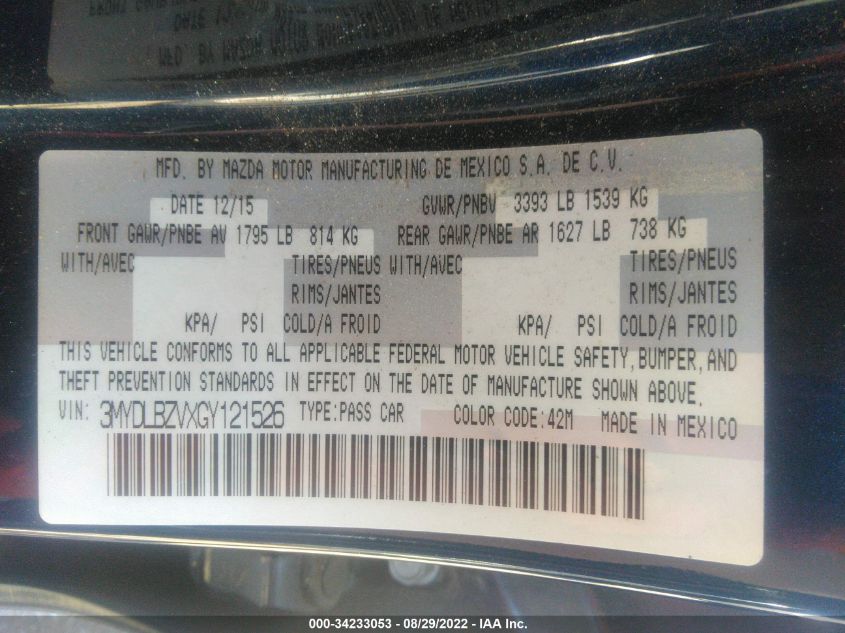 MFD. BY MAZDA MOTOR MANUFACTURING DE MEXICO S.A. DE C.V.
DATE 12/15 GVWR/PNBV 3393 LB 1539 KG
FRONT GAWR/PNBE AV 1795 LB 814 KG REAR GAWR/PNBE AR 1627 LB 738 KG
WITH/AVEC TIRES/PNEUS WITH/AVEC TIRES/PNEUS
RIMS/JANTES RIMS/JANTES
KPA/ PSI COLD/A FROID KPA/ PSI COLD/A FROID
THIS VEHICLE CONFORMS TO ALL APPLICABLE FEDERAL MOTOR VEHICLE SAFETY, BUMPER, AND
THEFT PREVENTION STANDARDS IN EFFECT ON THE DATE OF MANUFACTURE SHOWN ABOVE.
VIN: 3MYDLBZVXGY121526 TYPE:PASS CAR COLOR CODE:42M MADE IN MEXICO
000-34233053 - 08/29/2022 - IAA Inc.